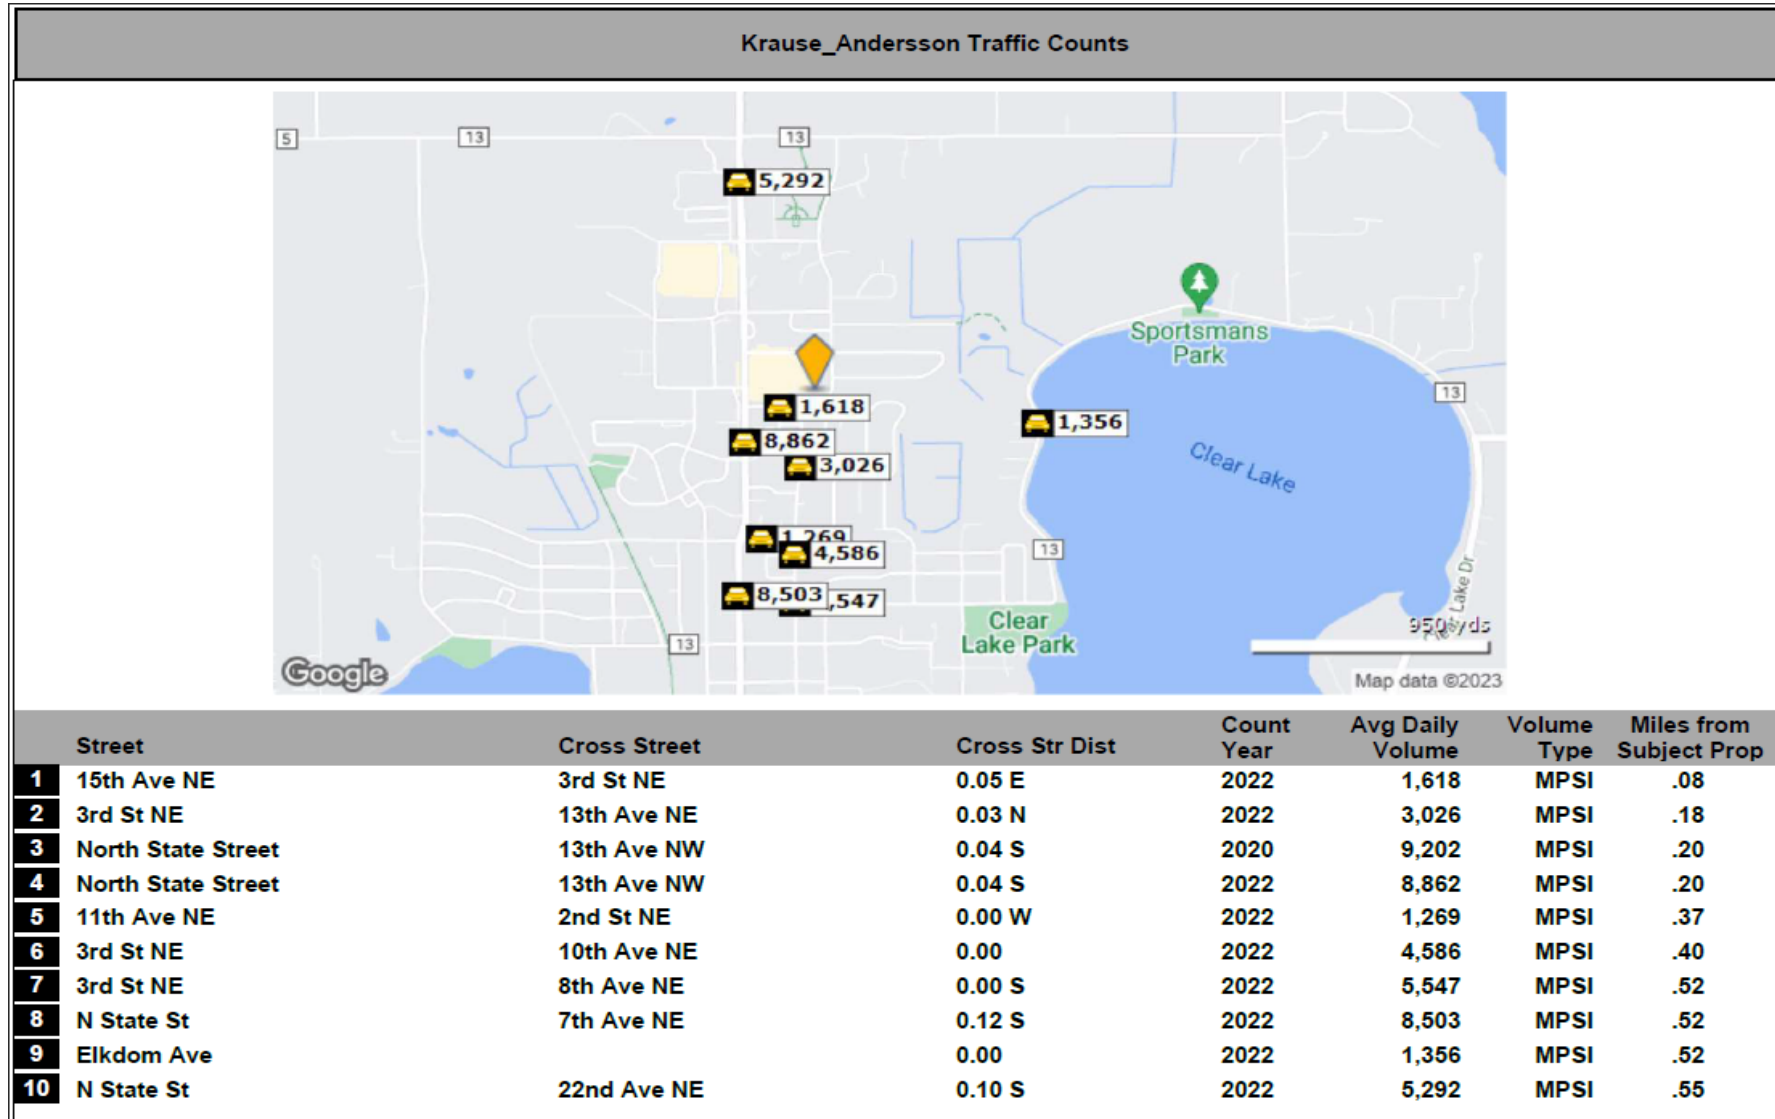 Krause_Andersson Traffic Counts
5
13
13
5,292
Sportsmans
Park
13
1,618
1,356
8,862
3,026
Clear Lake
1,269
4,586
13
8,503
,547
Clear
Lake Park
Lake Dr
950 yds
13
Google
Map data ©2023
Street Cross Street Cross Str Dist Count Year Avg Daily Volume Volume Type Miles from Subject Prop
1 15th Ave NE 3rd St NE 0.05 E 2022 1,618 MPSI .08
2 3rd St NE 13th Ave NE 0.03 N 2022 3,026 MPSI .18
3 North State Street 13th Ave NW 0.04 S 2020 9,202 MPSI .20
4 North State Street 13th Ave NW 0.04 S 2022 8,862 MPSI .20
5 11th Ave NE 2nd St NE 0.00 W 2022 1,269 MPSI .37
6 3rd St NE 10th Ave NE 0.00 2022 4,586 MPSI .40
7 3rd St NE 8th Ave NE 0.00 S 2022 5,547 MPSI .52
8 N State St 7th Ave NE 0.12 S 2022 8,503 MPSI .52
9 Elkdom Ave 0.00 2022 1,356 MPSI .52
10 N State St 22nd Ave NE 0.10 S 2022 5,292 MPSI .55